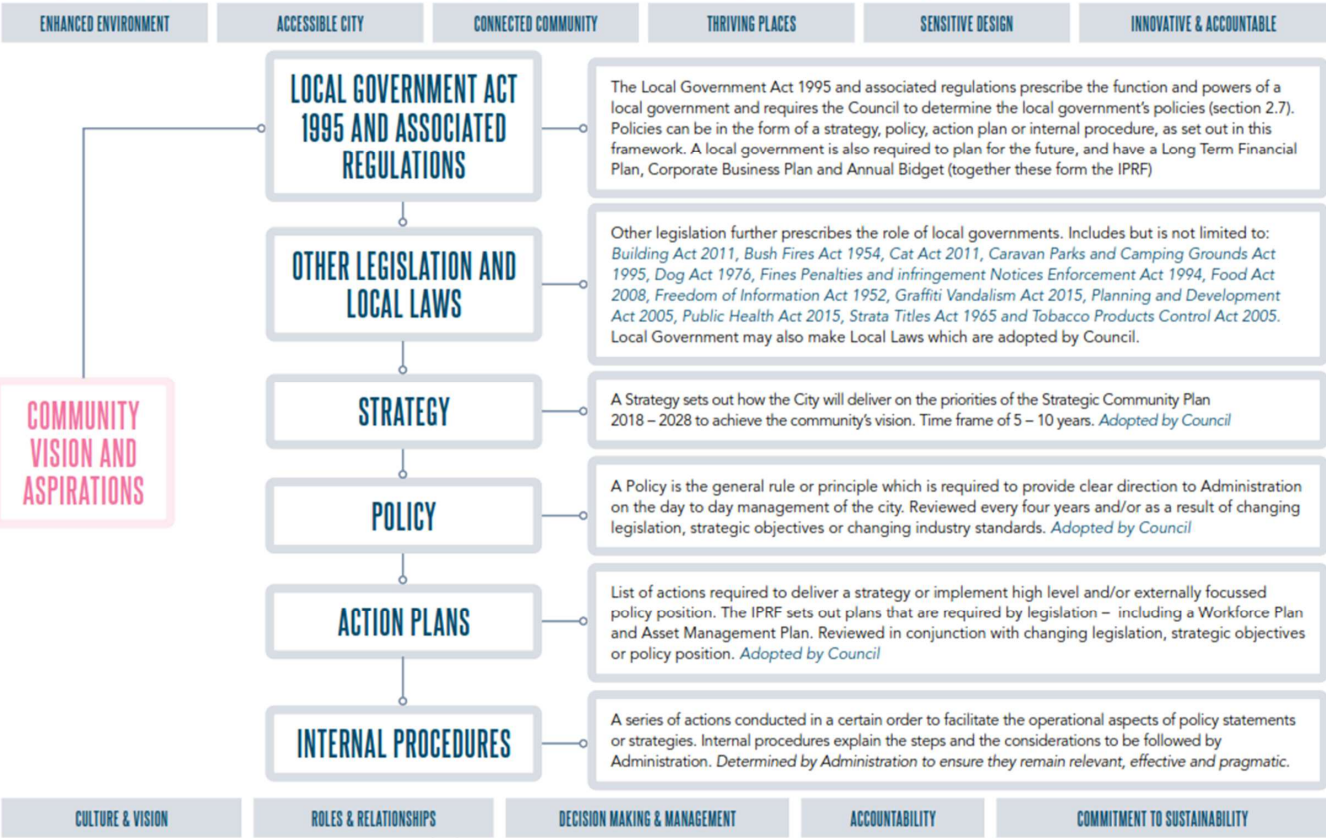 ENHANCED ENVIRONMENT
ACCESSIBLE CITY
CONNECTED COMMUNITY
THRIVING PLACES
SENSITIVE DESIGN
INNOVATIVE & ACCOUNTABLE
COMMUNITY
VISION AND
ASPIRATIONS
LOCAL GOVERNMENT ACT
1995 AND ASSOCIATED
REGULATIONS
The Local Government Act 1995 and associated regulations prescribe the function and powers of a
local government and requires the Council to determine the local government's policies (section 2.7).
Policies can be in the form of a strategy, policy, action plan or internal procedure, as set out in this
framework. A local government is also required to plan for the future, and have a Long Term Financial
Plan, Corporate Business Plan and Annual Budget (together these form the IPRF)
OTHER LEGISLATION AND
LOCAL LAWS
Other legislation further prescribes the role of local governments. Includes but is not limited to:
Building Act 2011, Bush Fires Act 1954, Cat Act 2011, Caravan Parks and Camping Grounds Act
1995, Dog Act 1976, Fines Penalties and infringement Notices Enforcement Act 1994, Food Act
2008, Freedom of Information Act 1952, Graffiti Vandalism Act 2015, Planning and Development
Act 2005, Public Health Act 2015, Strata Titles Act 1965 and Tobacco Products Control Act 2005.
Local Government may also make Local Laws which are adopted by Council.
STRATEGY
A Strategy sets out how the City will deliver on the priorities of the Strategic Community Plan
2018 – 2028 to achieve the community's vision. Time frame of 5 – 10 years. Adopted by Council
POLICY
A Policy is the general rule or principle which is required to provide clear direction to Administration
on the day to day management of the city. Reviewed every four years and/or as a result of changing
legislation, strategic objectives or changing industry standards. Adopted by Council
ACTION PLANS
List of actions required to deliver a strategy or implement high level and/or externally focussed
policy position. The IPRF sets out plans that are required by legislation – including a Workforce Plan
and Asset Management Plan. Reviewed in conjunction with changing legislation, strategic objectives
or policy position. Adopted by Council
INTERNAL PROCEDURES
A series of actions conducted in a certain order to facilitate the operational aspects of policy statements
or strategies. Internal procedures explain the steps and the considerations to be followed by
Administration. Determined by Administration to ensure they remain relevant, effective and pragmatic.
CULTURE & VISION
ROLES & RELATIONSHIPS
DECISION MAKING & MANAGEMENT
ACCOUNTABILITY
COMMITMENT TO SUSTAINABILITY